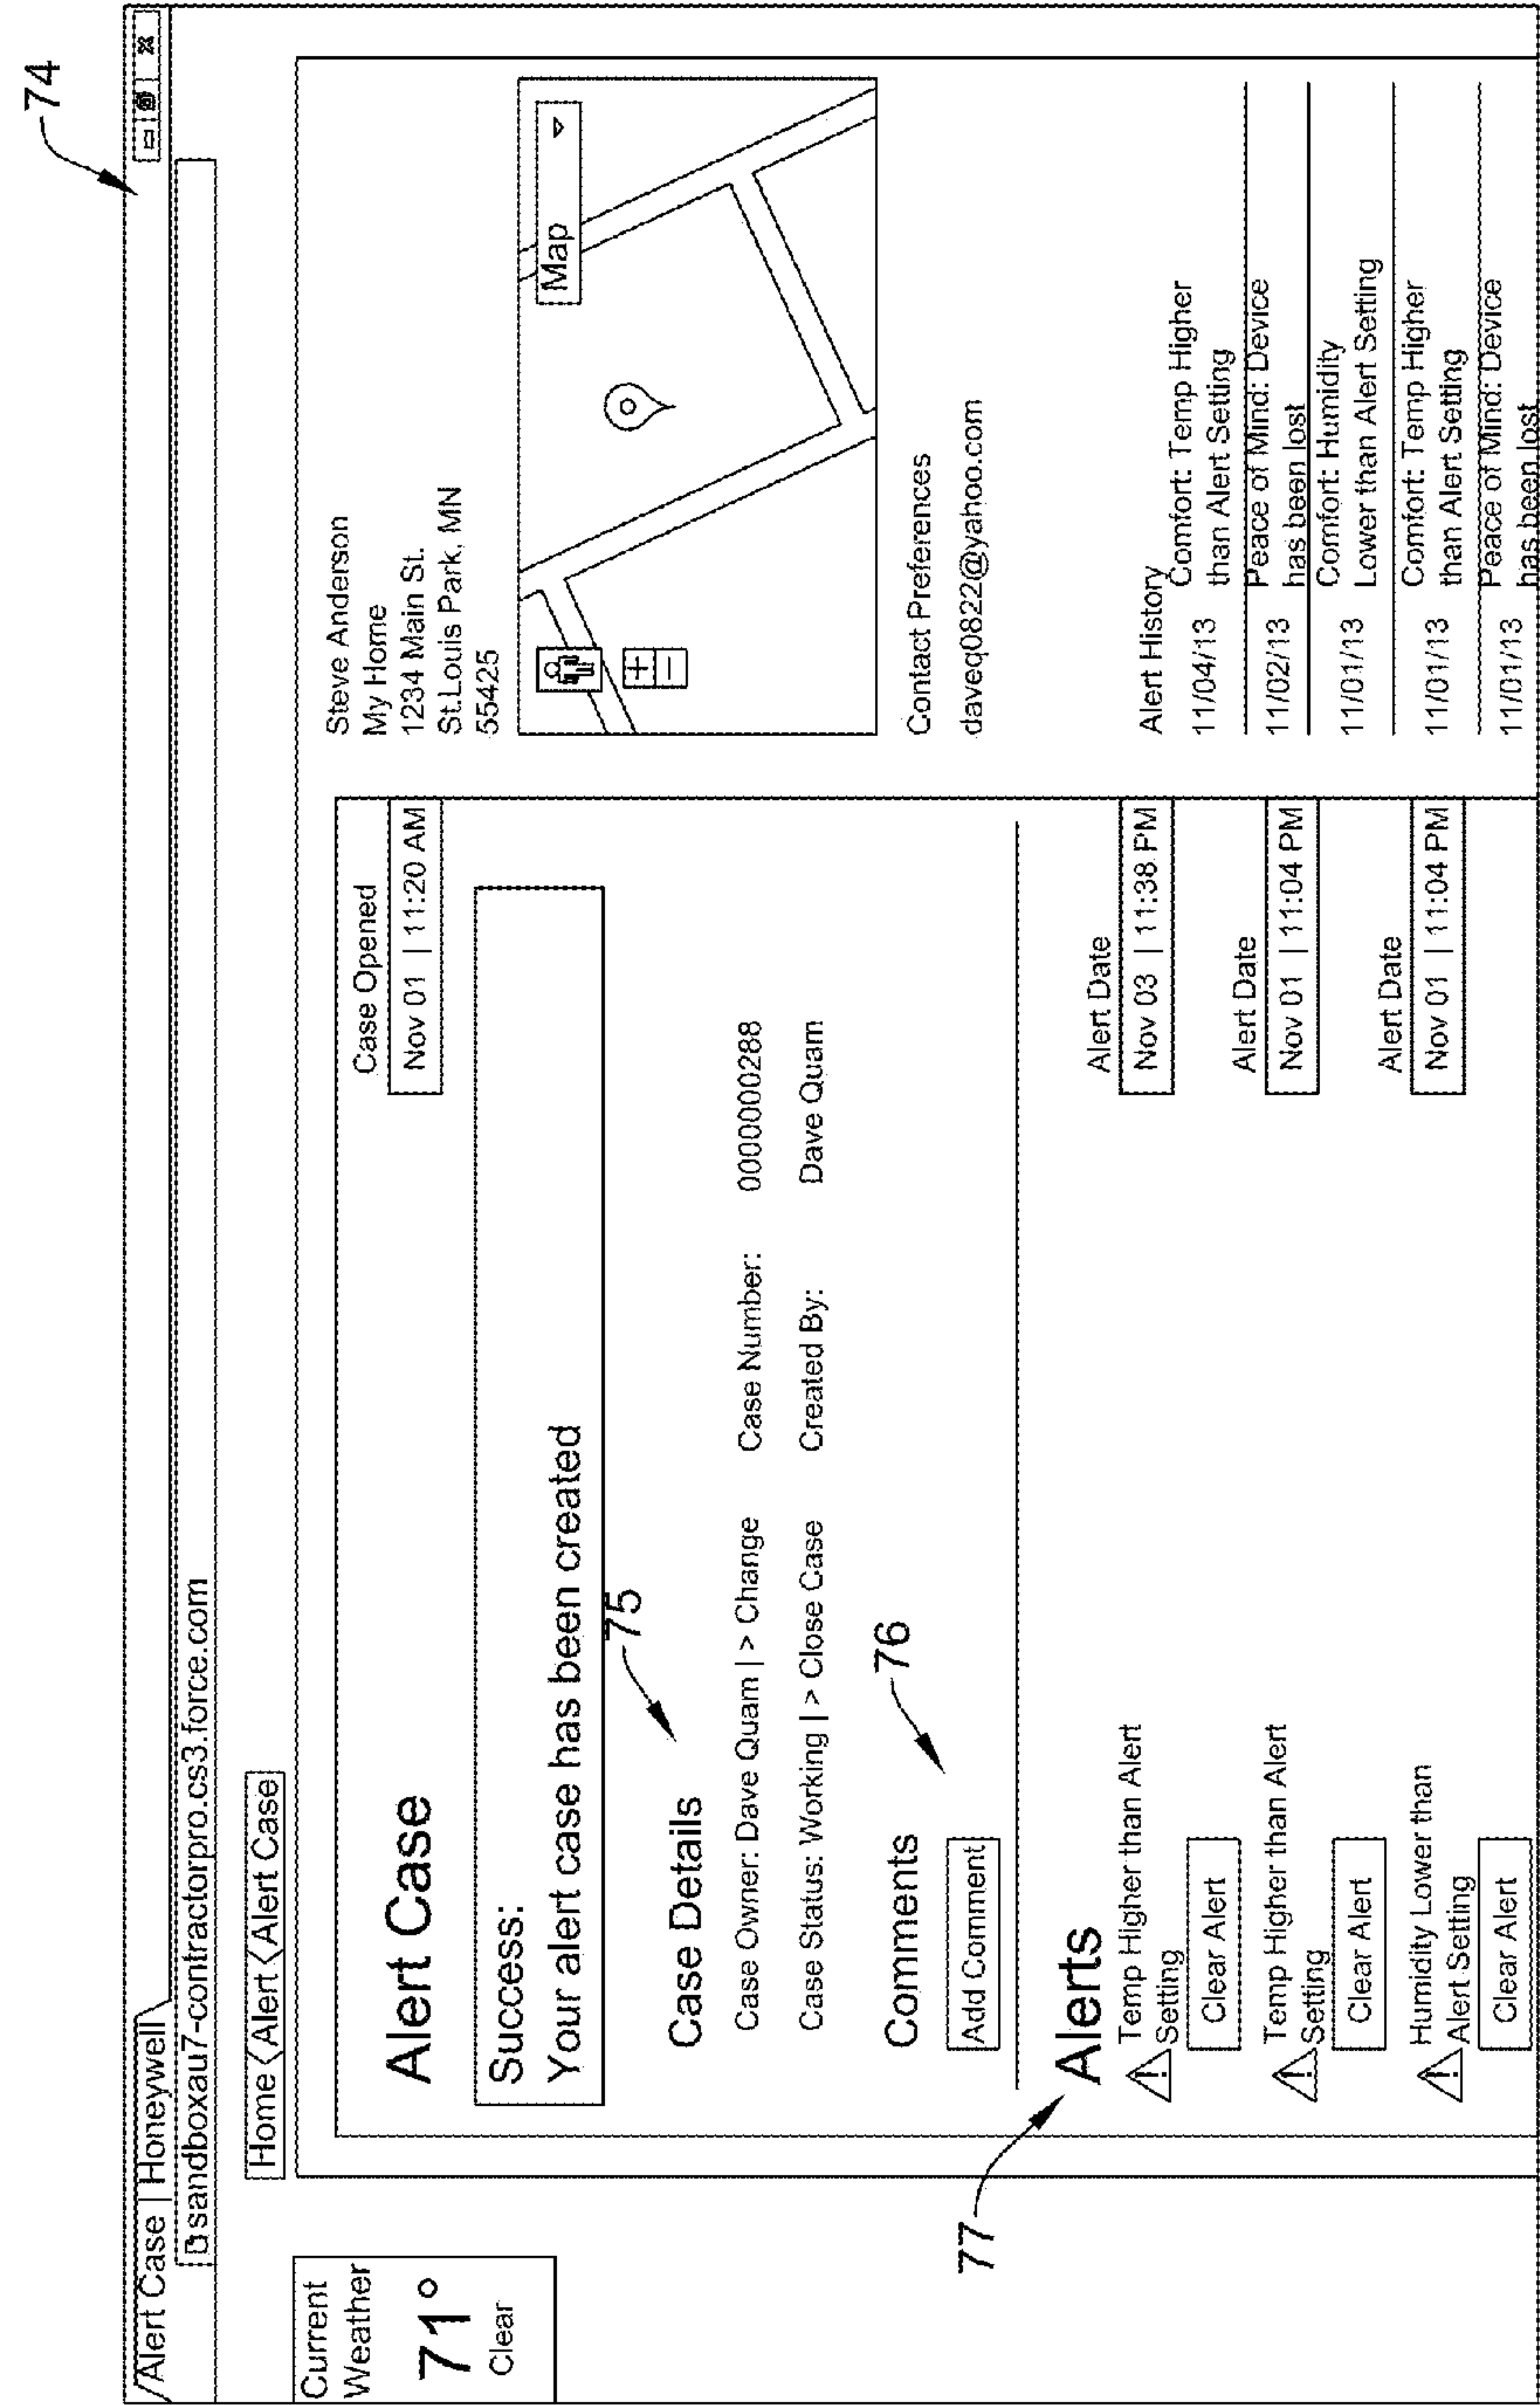 74
Alert Case | Honeywell
sandboxau7-contractorpro.cs3.force.com
Current
Weather
71°
Clear
Home < Alert < Alert Case
Alert Case
Case Opened
Nov 01 | 11:20 AM
Success:
Your alert case has been created
75
Case Details
Case Owner: Dave Quam | > Change Case Number: 0000000288
Case Status: Working | > Close Case Created By: Dave Quam
76
Comments
Add Comment
77
Alerts
Temp Higher than Alert
Setting
Clear Alert
Alert Date
Nov 03 | 11:38 PM
Temp Higher than Alert
Setting
Clear Alert
Alert Date
Nov 01 | 11:04 PM
Humidity Lower than
Alert Setting
Clear Alert
Alert Date
Nov 01 | 11:04 PM
Steve Anderson
My Home
1234 Main St.
St.Louis Park, MN
55425
Map
Contact Preferences
daveq0822@yahoo.com
Alert History
11/04/13 Comfort: Temp Higher
than Alert Setting
11/02/13 Peace of Mind: Device
has been lost
11/01/13 Comfort: Humidity
Lower than Alert Setting
11/01/13 Comfort: Temp Higher
than Alert Setting
11/01/13 Peace of Mind: Device
has been lost